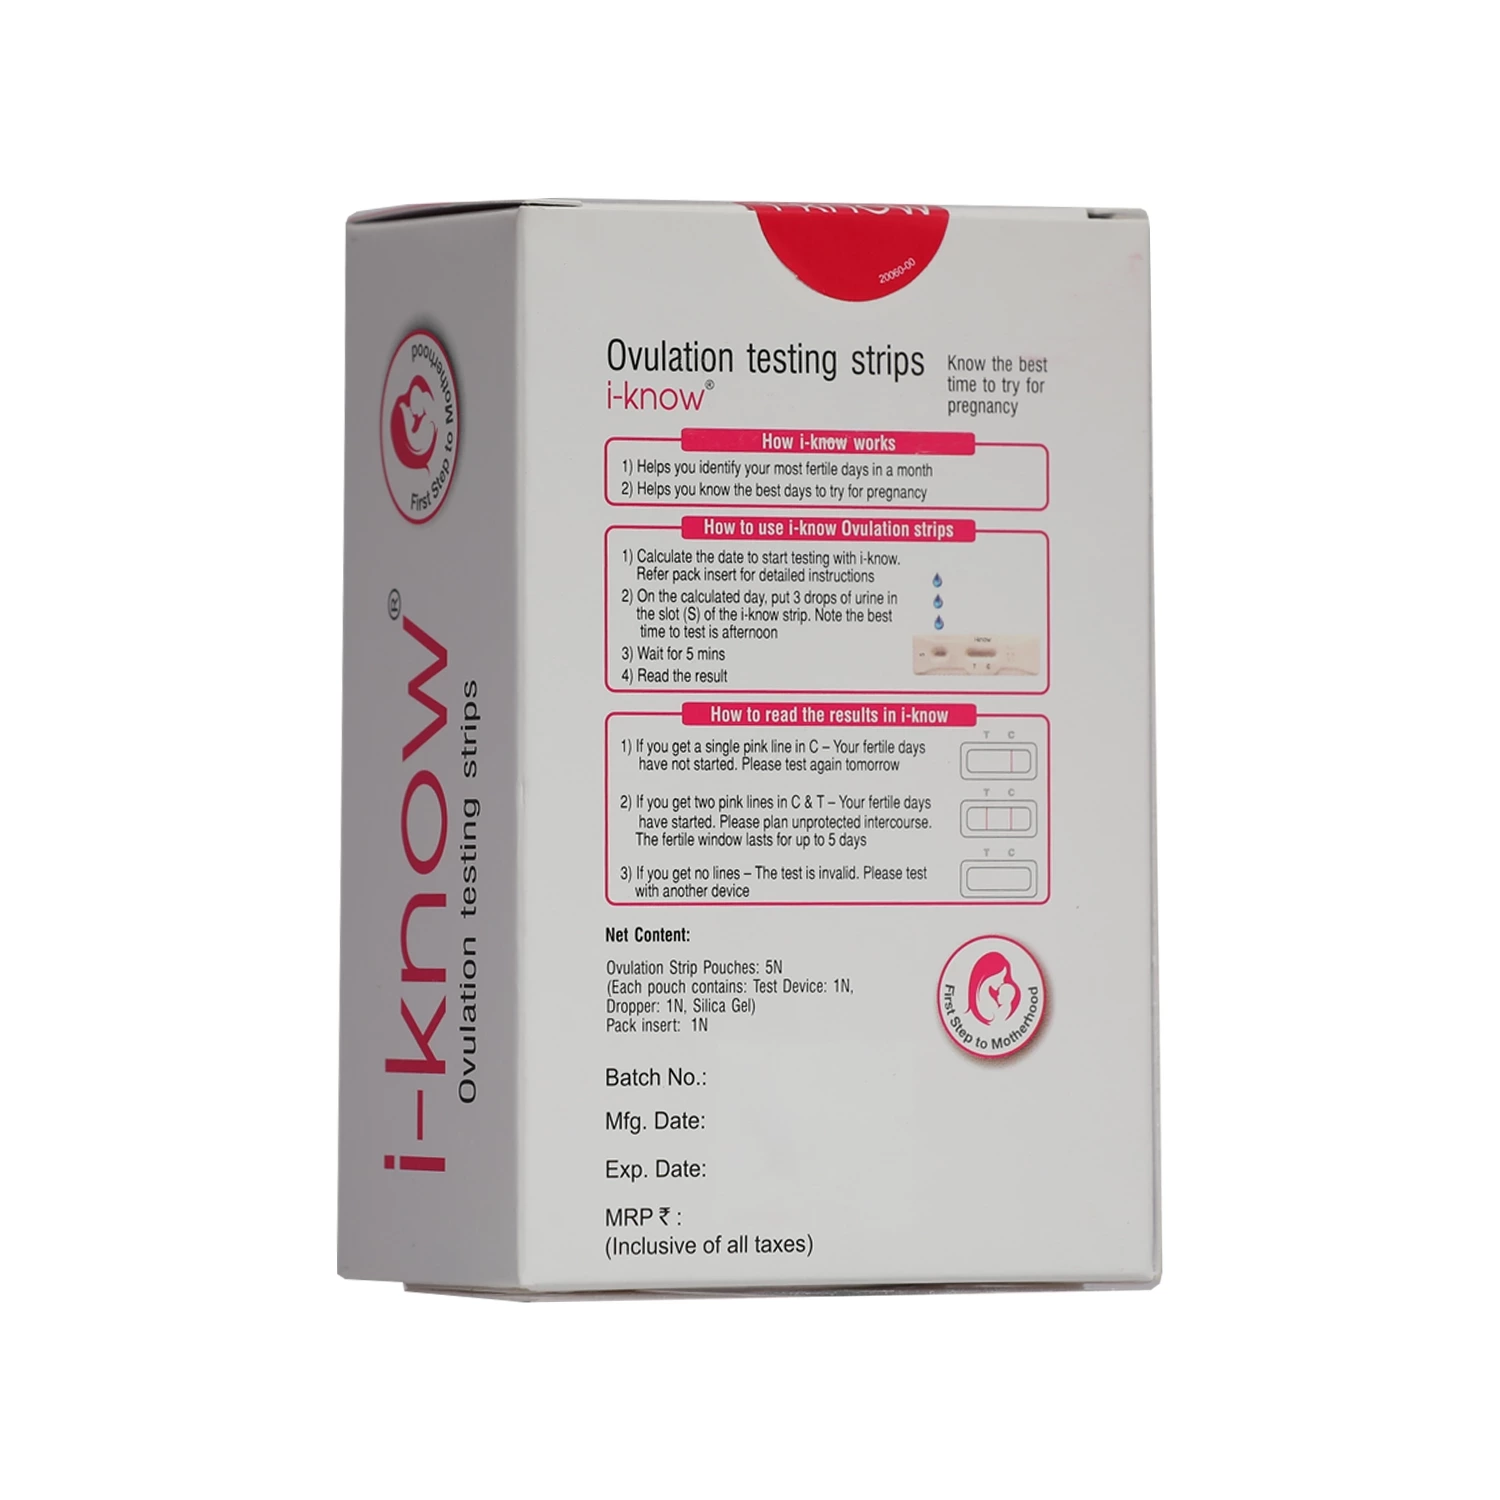 i-know
20060-00
First Step to Motherhood
i-know®
Ovulation testing strips
Ovulation testing strips
i-know®
Know the best
time to try for
pregnancy
How i-know works
1) Helps you identify your most fertile days in a month
2) Helps you know the best days to try for pregnancy
How to use i-know Ovulation strips
1) Calculate the date to start testing with i-know.
Refer pack insert for detailed instructions
2) On the calculated day, put 3 drops of urine in
the slot (S) of the i-know strip. Note the best
time to test is afternoon
3) Wait for 5 mins
4) Read the result
i-know
S
T C
How to read the results in i-know
1) If you get a single pink line in C – Your fertile days
have not started. Please test again tomorrow
T C
2) If you get two pink lines in C & T – Your fertile days
have started. Please plan unprotected intercourse.
The fertile window lasts for up to 5 days
T C
3) If you get no lines – The test is invalid. Please test
with another device
T C
Net Content:
Ovulation Strip Pouches: 5N
(Each pouch contains: Test Device: 1N,
Dropper: 1N, Silica Gel)
Pack insert: 1N
First Step to Motherhood
Batch No.:
Mfg. Date:
Exp. Date:
MRP ₹ :
(Inclusive of all taxes)